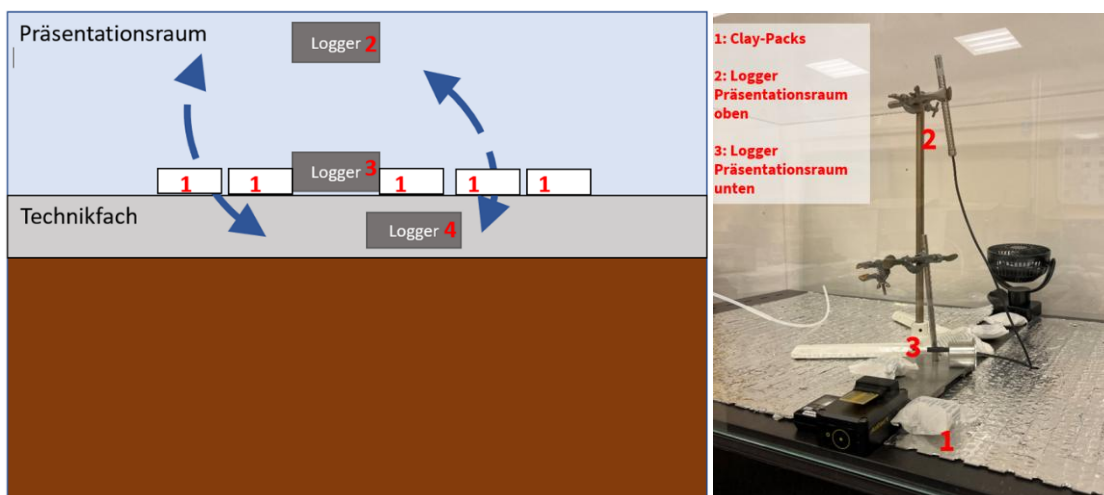 Präsentationsraum
Logger 2
Logger 3
1 1 1 1 1
Technikfach
Logger 4
1: Clay-Packs
2: Logger
Präsentationsraum
oben
3: Logger
Präsentationsraum
unten
2
3
1